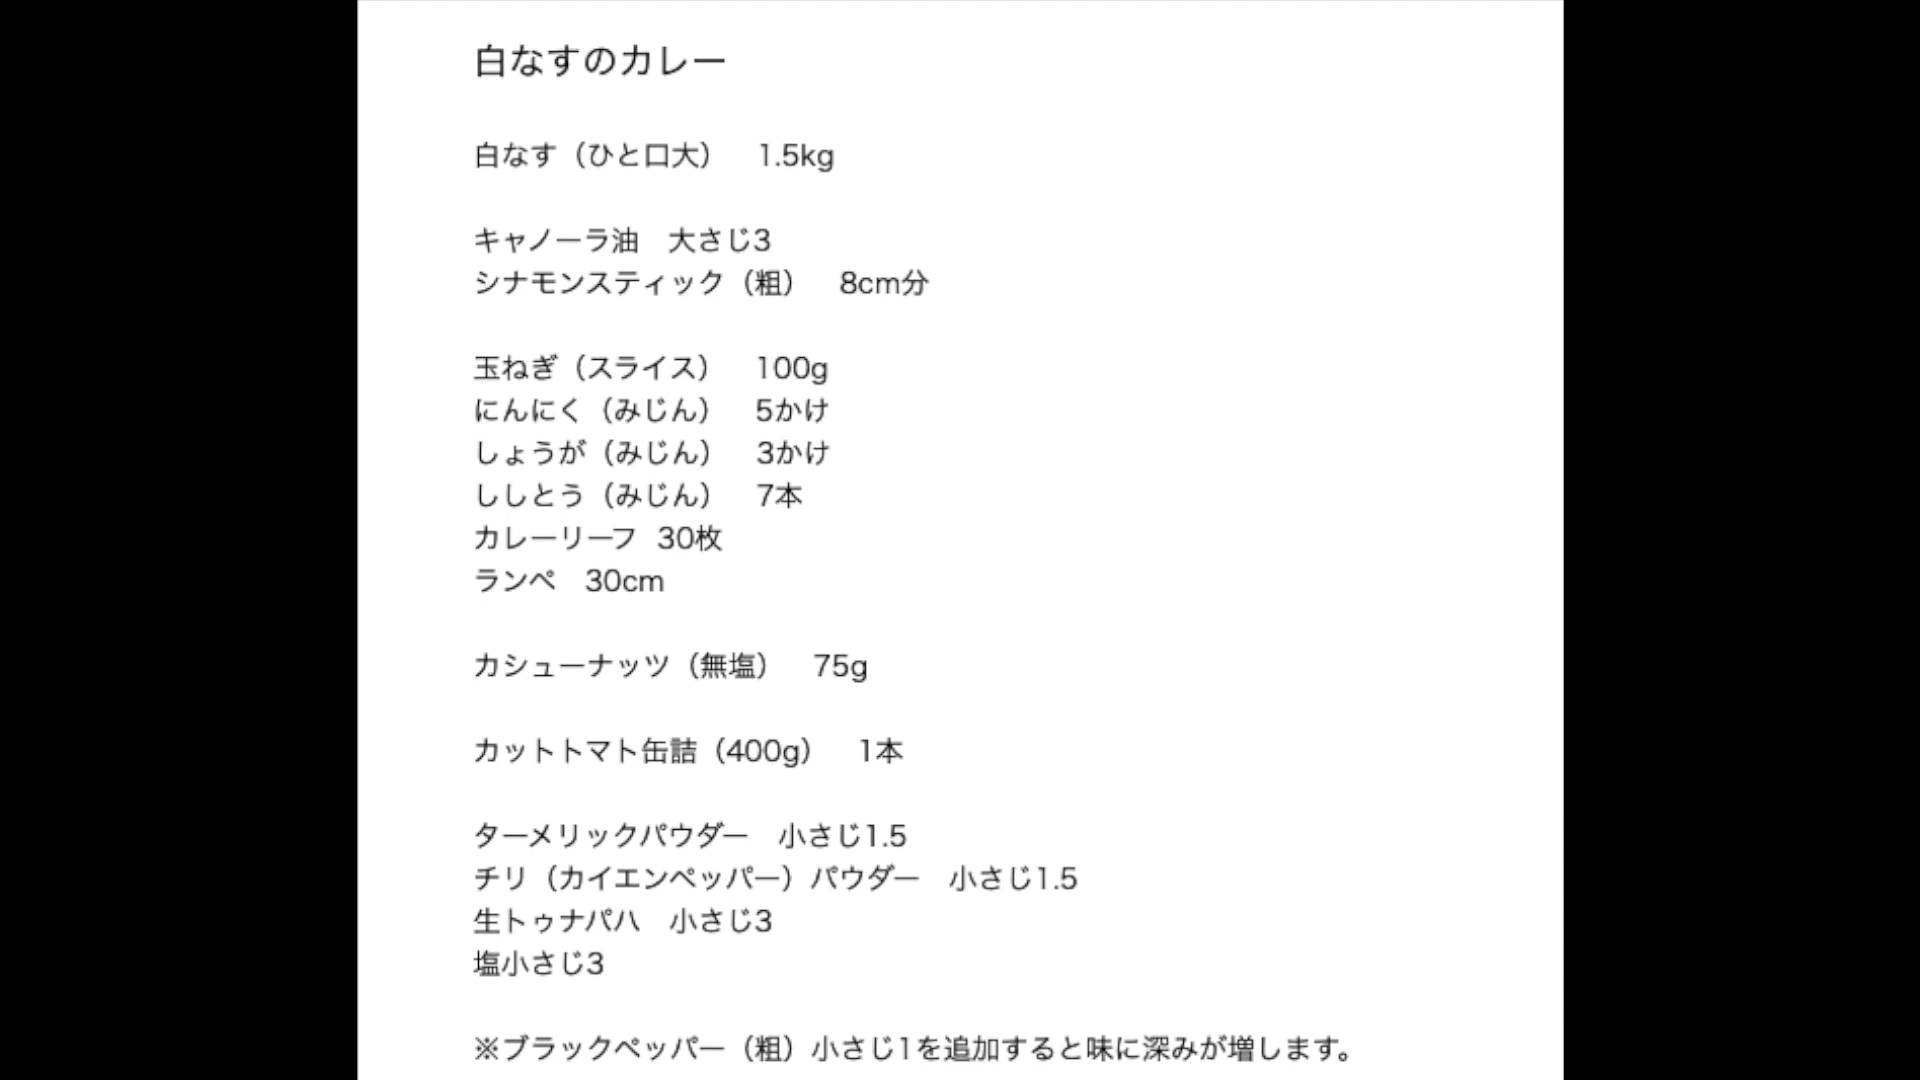 白なすのカレー
白なす（ひと口大）　1.5kg
キャノーラ油　大さじ3
シナモンスティック（粗）　8cm分
玉ねぎ（スライス）　100g
にんにく（みじん）　5かけ
しょうが（みじん）　3かけ
ししとう（みじん）　7本
カレーリーフ  30枚
ランペ　30cm
カシューナッツ（無塩）　75g
カットトマト缶詰（400g）　1本
ターメリックパウダー　小さじ1.5
チリ（カイエンペッパー）パウダー　小さじ1.5
生トゥナパハ　小さじ3
塩小さじ3
※ブラックペッパー（粗）小さじ1を追加すると味に深みが増します。